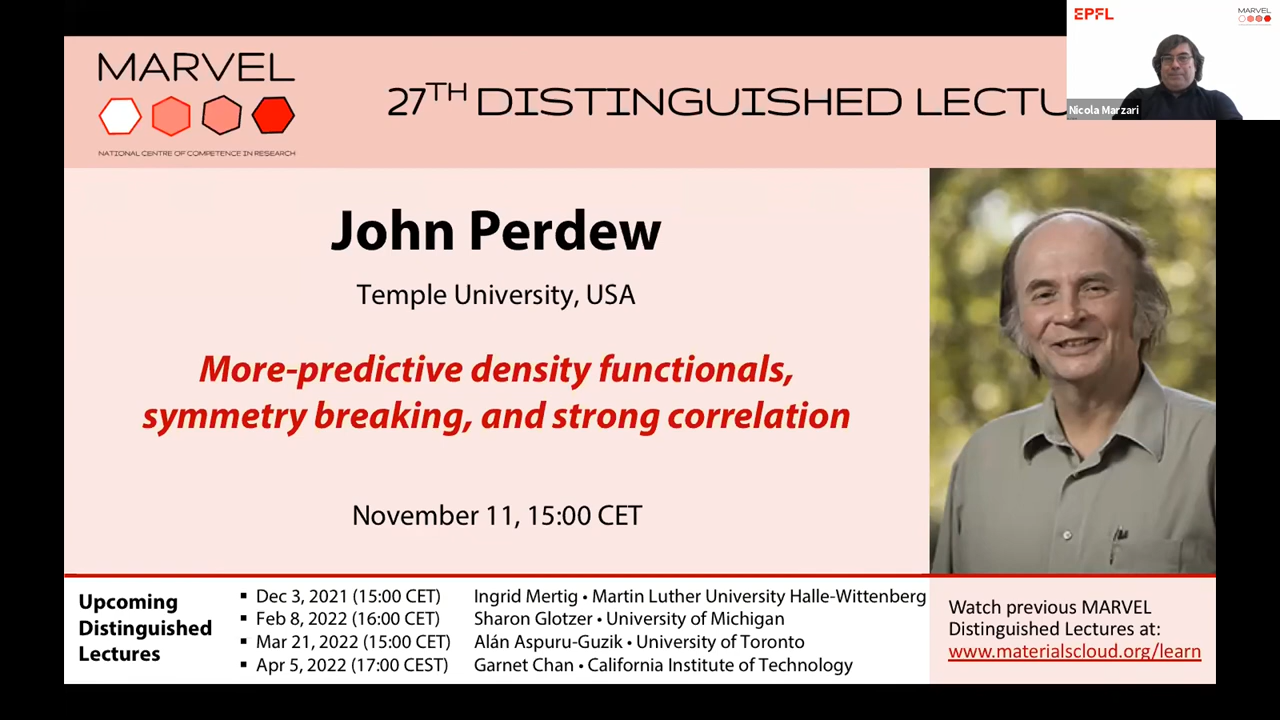 EPFL
MARVEL
Nicola Marzari
MARVEL
NATIONAL CENTRE OF COMPETENCE IN RESEARCH
27TH DISTINGUISHED LECTU
John Perdew
Temple University, USA
More-predictive density functionals,
symmetry breaking, and strong correlation
November 11, 15:00 CET
Upcoming
Distinguished
Lectures
▪ Dec 3, 2021 (15:00 CET) Ingrid Mertig • Martin Luther University Halle-Wittenberg
▪ Feb 8, 2022 (16:00 CET) Sharon Glotzer • University of Michigan
▪ Mar 21, 2022 (15:00 CET) Alán Aspuru-Guzik • University of Toronto
▪ Apr 5, 2022 (17:00 CEST) Garnet Chan • California Institute of Technology
Watch previous MARVEL
Distinguished Lectures at:
www.materialscloud.org/learn